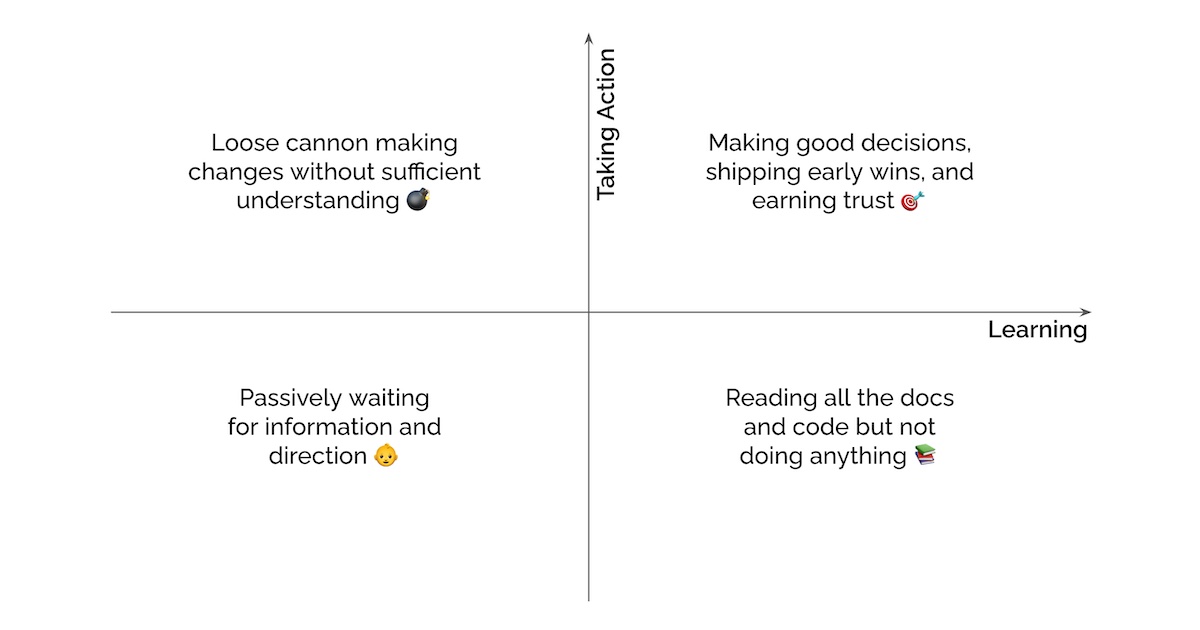 Taking Action
Loose cannon making
changes without sufficient
understanding 💣
Making good decisions,
shipping early wins, and
earning trust 🎯
Learning
Passively waiting
for information and
direction 👶
Reading all the docs
and code but not
doing anything 📚